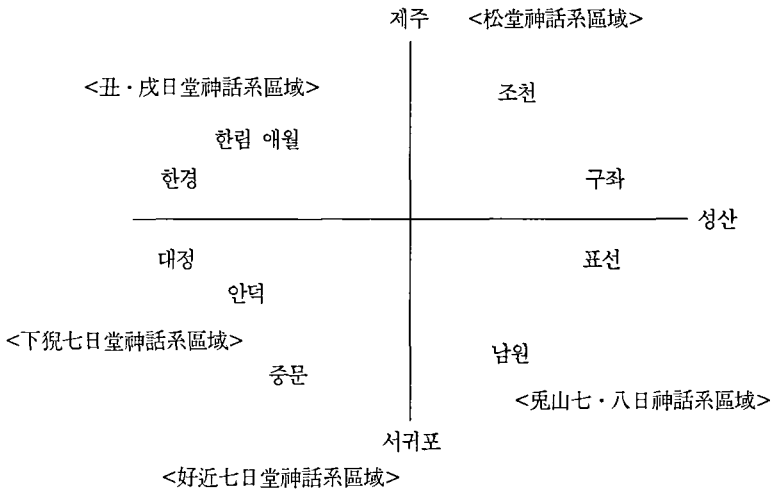 제주 <松堂神話系區域>
<丑·戌日堂神話系區域> 조천
한림 애월
한경 구좌
성산
대정 표선
안덕
<下猊七日堂神話系區域> 남원
중문
<兎山七·八日神話系區域>
서귀포
<好近七日堂神話系區域>